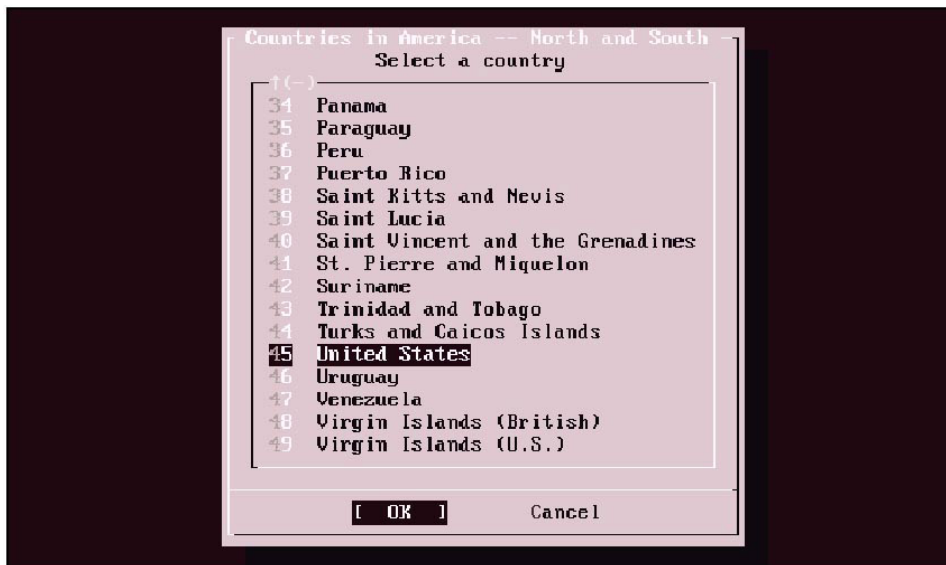 Countries in America -- North and South
Select a country
↑(-)
34 Panama
35 Paraguay
36 Peru
37 Puerto Rico
38 Saint Kitts and Nevis
39 Saint Lucia
40 Saint Vincent and the Grenadines
41 St. Pierre and Miquelon
42 Suriname
43 Trinidad and Tobago
44 Turks and Caicos Islands
45 United States
46 Uruguay
47 Venezuela
48 Virgin Islands (British)
49 Virgin Islands (U.S.)
[ OK ] Cancel